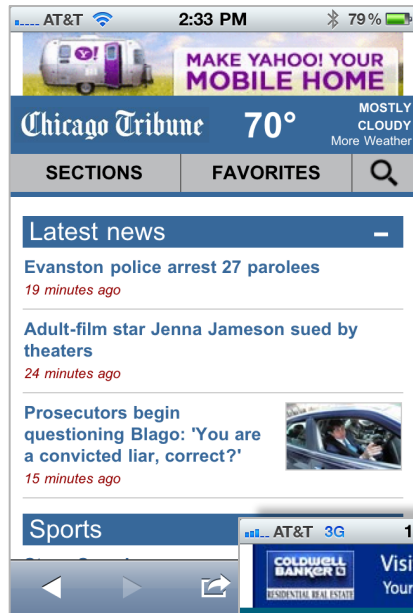 AT&T 2:33 PM 79%
Y!
MAKE YAHOO! YOUR
MOBILE HOME
Chicago Tribune 70° MOSTLY
CLOUDY
More Weather
SECTIONS FAVORITES
Latest news
Evanston police arrest 27 parolees
19 minutes ago
Adult-film star Jenna Jameson sued by
theaters
24 minutes ago
Prosecutors begin
questioning Blago: 'You are
a convicted liar, correct?'
15 minutes ago
Sports
AT&T 3G 1
COLDWELL
BANKER
RESIDENTIAL REAL ESTATE
Visi
Your